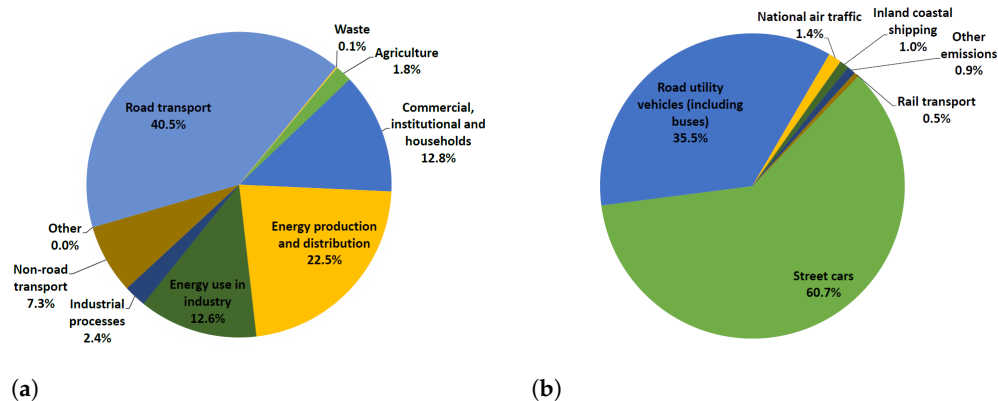 Waste
0.1%
Agriculture
1.8%
Commercial,
institutional and
households
12.8%
Energy production
and distribution
22.5%
Energy use in
industry
12.6%
Industrial
processes
2.4%
Non-road
transport
7.3%
Other
0.0%
Road transport
40.5%
(a)
National air traffic
1.4%
Inland coastal
shipping
1.0%
Other
emissions
0.9%
Rail transport
0.5%
Street cars
60.7%
Road utility
vehicles (including
buses)
35.5%
(b)